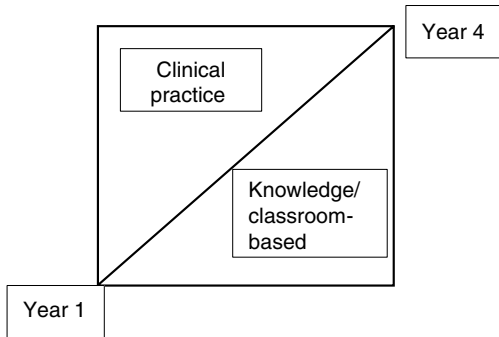 Year 4
Clinical
practice
Knowledge/
classroom-
based
Year 1